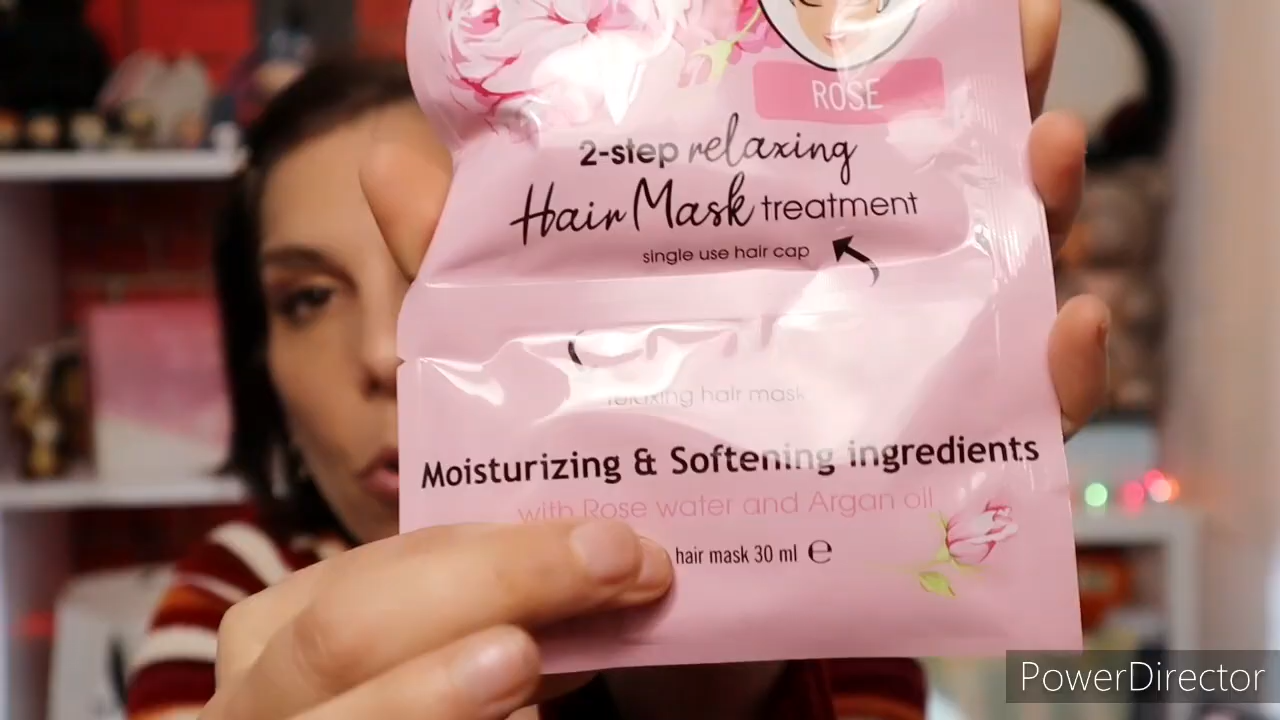 ROSE
2-step relaxing
Hair Mask treatment
single use hair cap
relaxing hair mask
Moisturizing & Softening ingredients
with Rose water and Argan oil
hair mask 30 ml ℮
PowerDirector